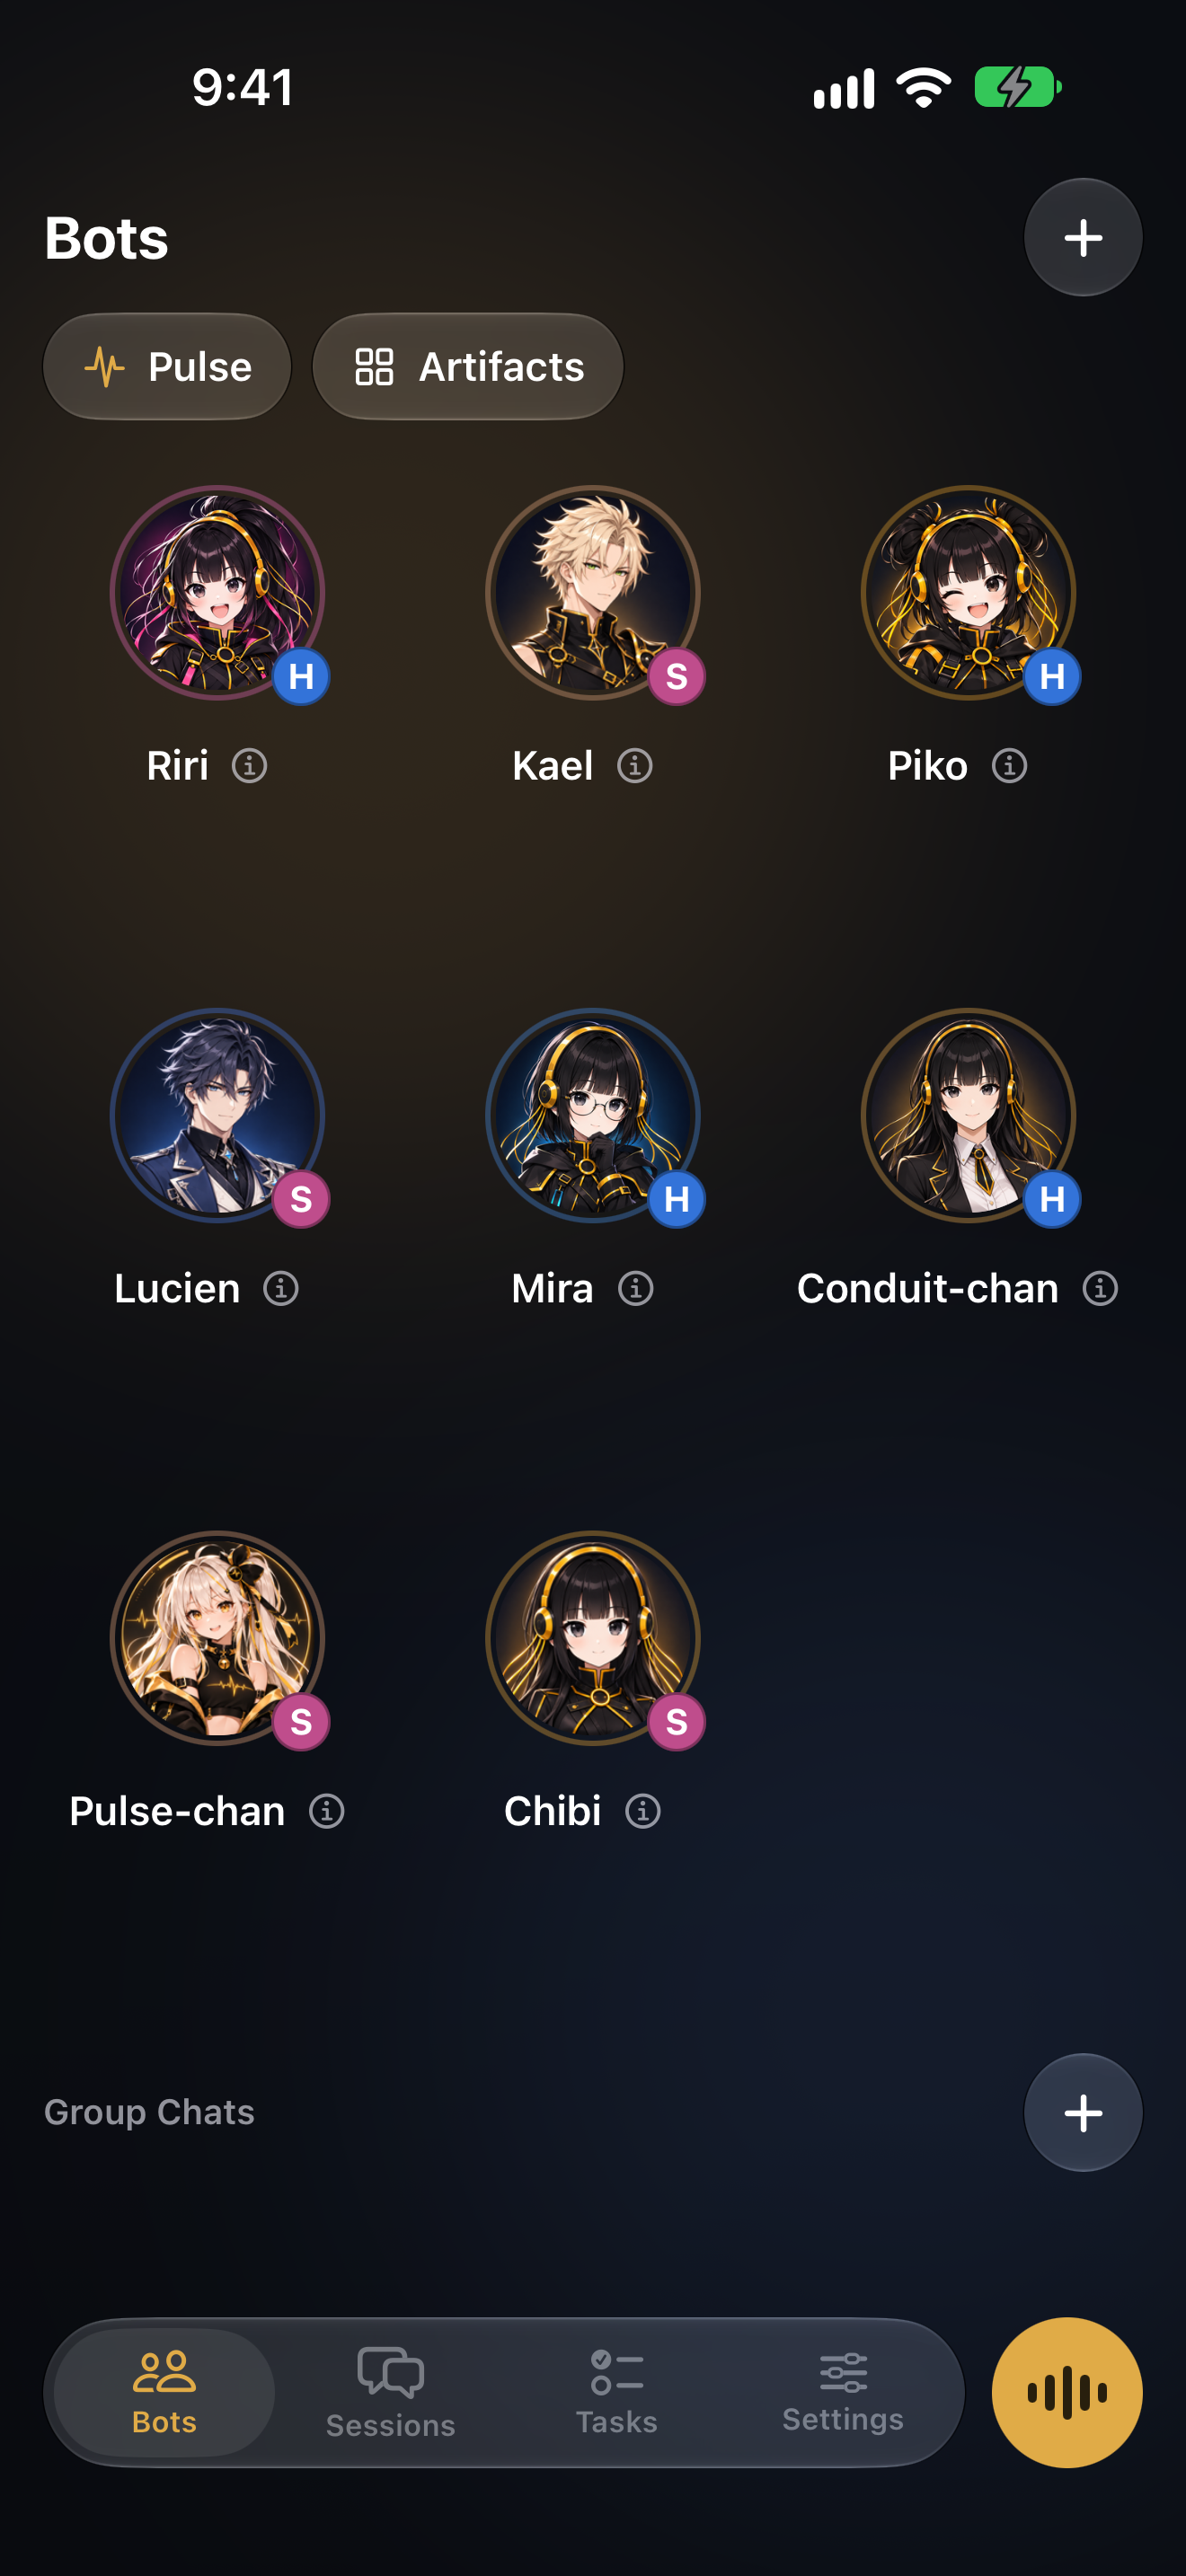 9:41
Bots
Pulse
Artifacts
H
S
H
Riri
Kael
Piko
S
H
H
Lucien
Mira
Conduit-chan
S
S
Pulse-chan
Chibi
Group Chats
Bots
Sessions
Tasks
Settings